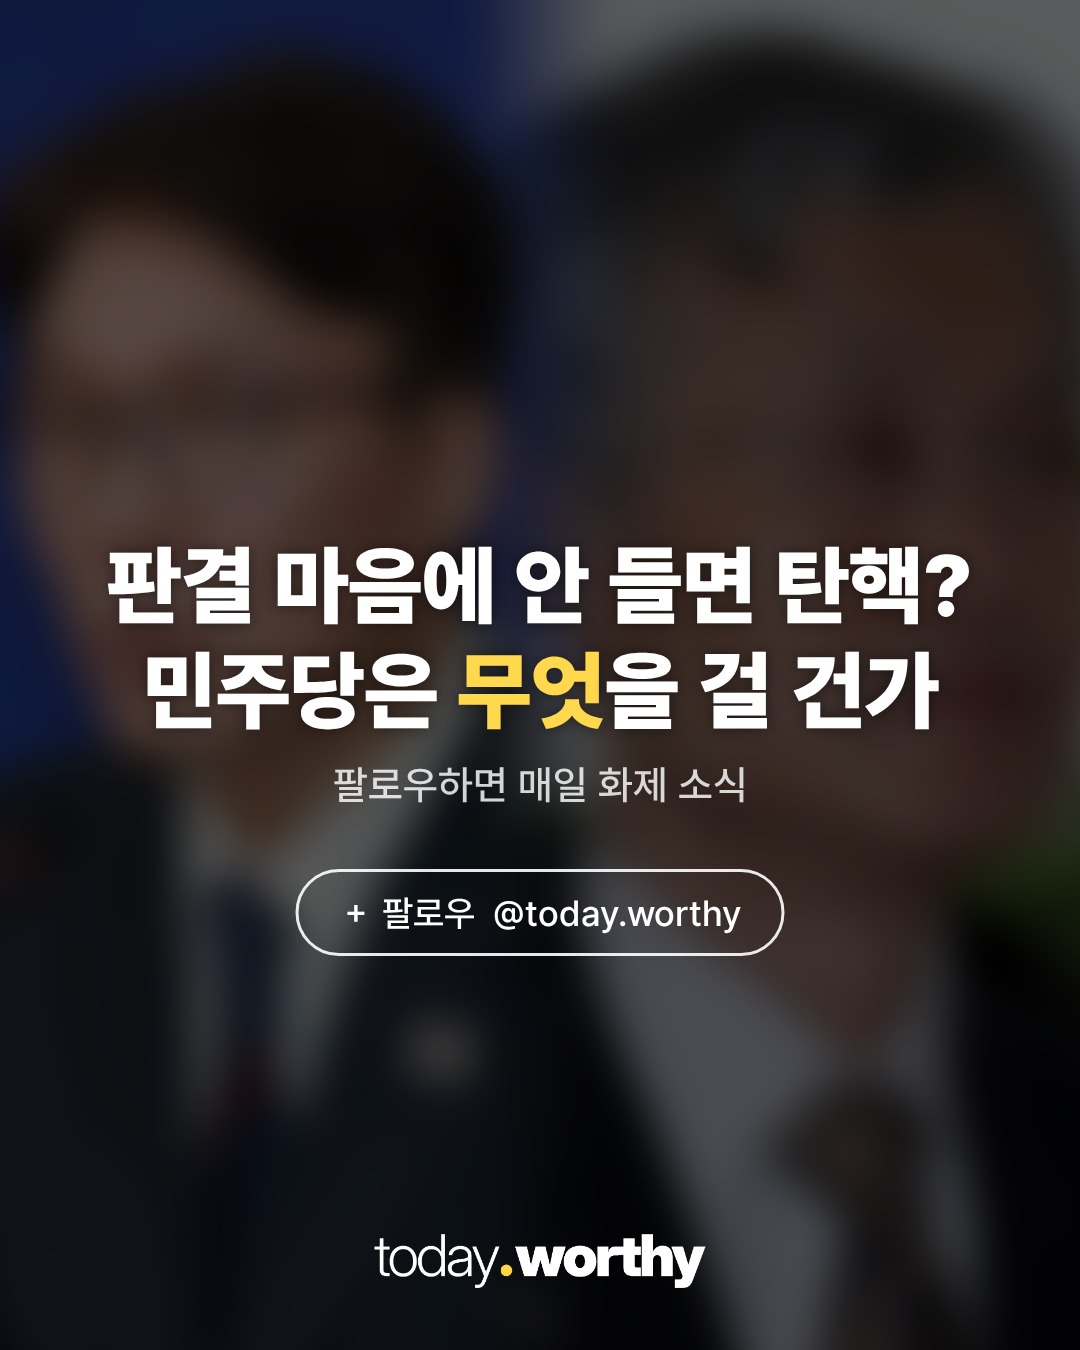 판결 마음에 안 들면 탄핵?
민주당은 무엇을 걸 건가
팔로우하면 매일 화제 소식
+ 팔로우 @today.worthy
today.worthy